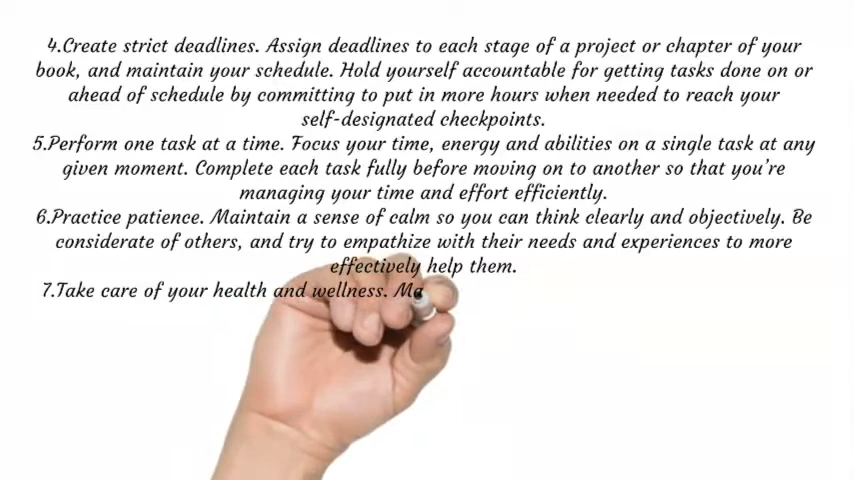 4.Create strict deadlines. Assign deadlines to each stage of a project or chapter of your
book, and maintain your schedule. Hold yourself accountable for getting tasks done on or
ahead of schedule by committing to put in more hours when needed to reach your
self-designated checkpoints.
5.Perform one task at a time. Focus your time, energy and abilities on a single task at any
given moment. Complete each task fully before moving on to another so that you're
managing your time and effort efficiently.
6.Practice patience. Maintain a sense of calm so you can think clearly and objectively. Be
considerate of others, and try to empathize with their needs and experiences to more
effectively help them.
7.Take care of your health and wellness. Ma